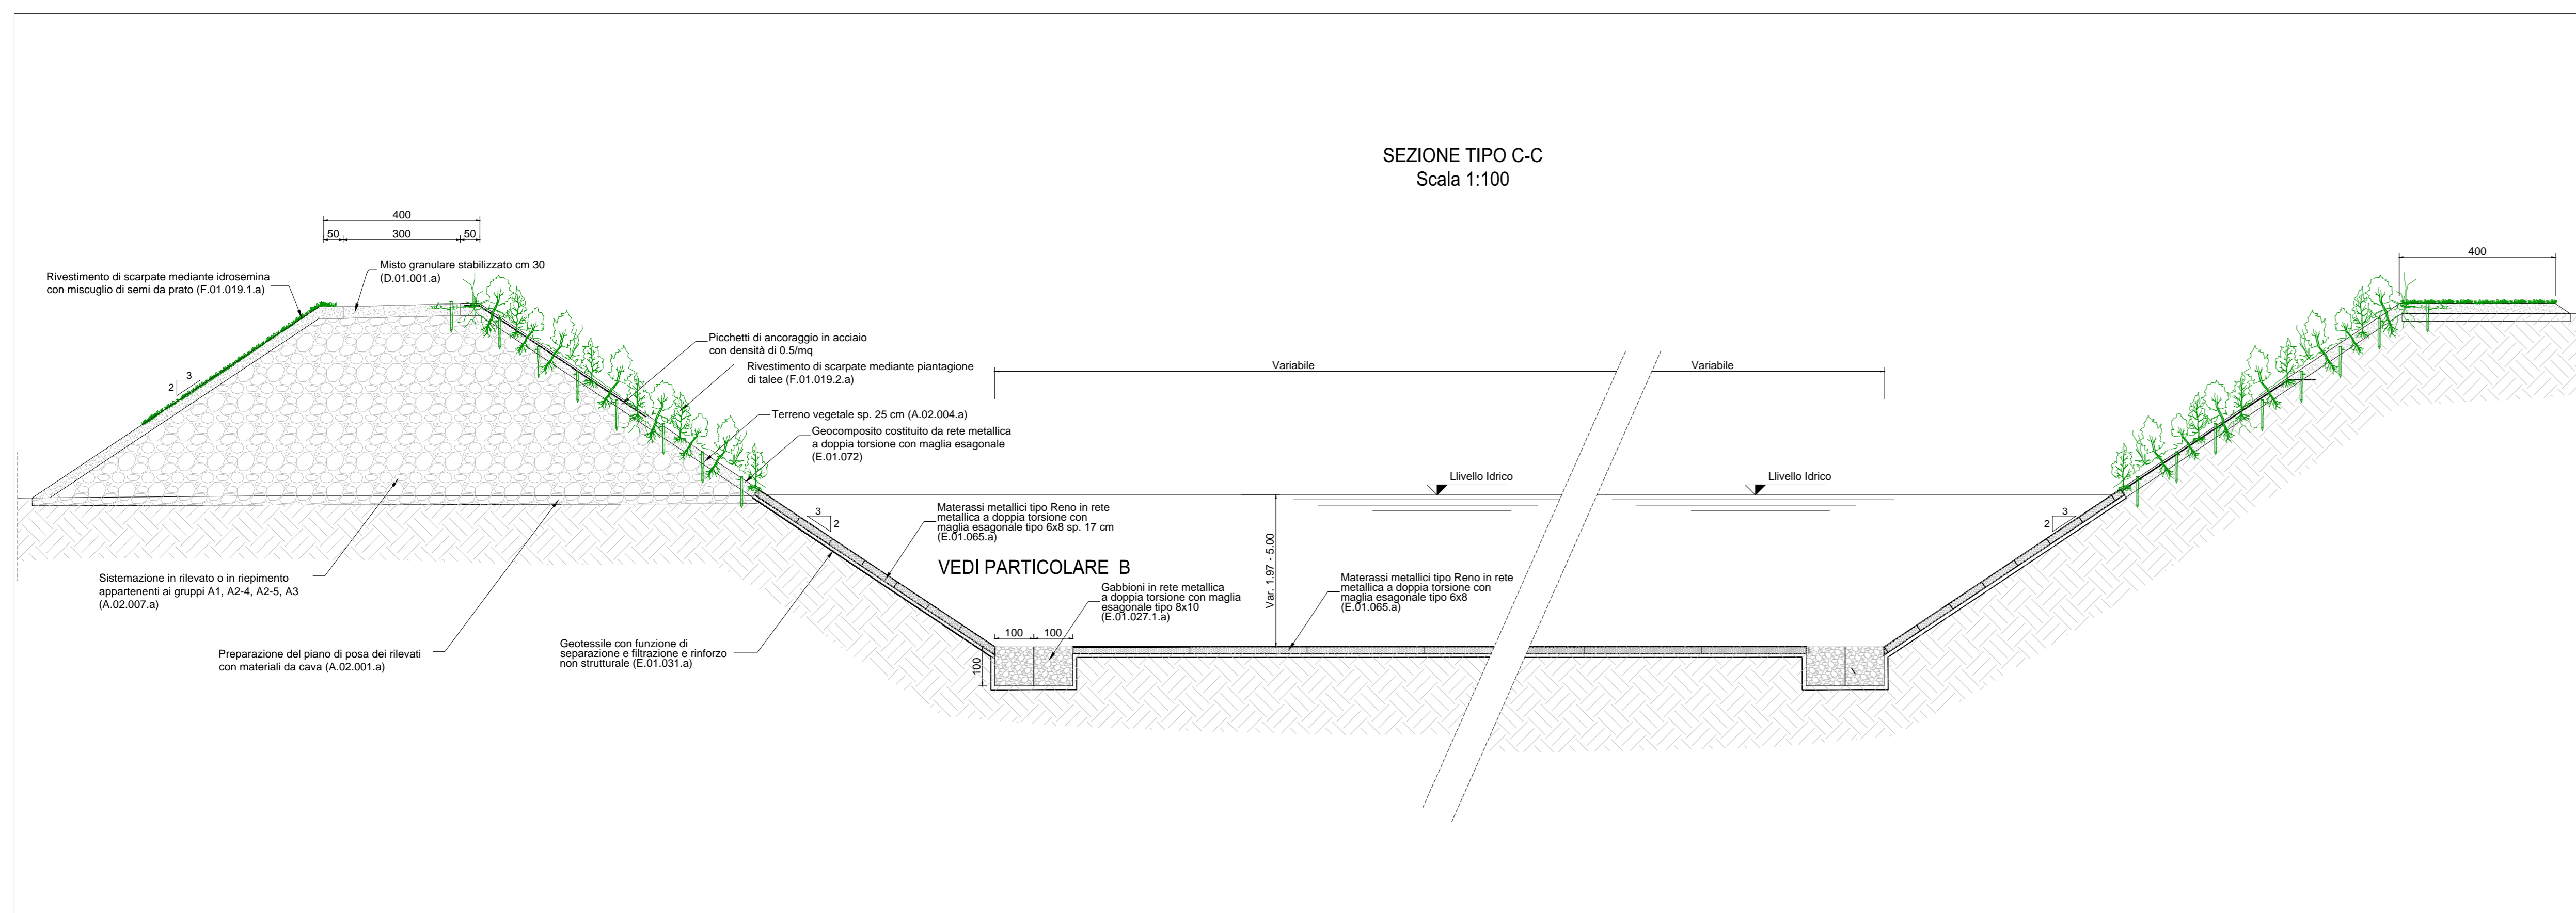 SEZIONE TIPO C-C
Scala 1:100
400
50
300
50
400
Rivestimento di scarpate mediante idrosemina
con miscuglio di semi da prato (F.01.019.1.a)
Misto granulare stabilizzato cm 30
(D.01.001.a)
Picchetti di ancoraggio in acciaio
con densità di 0.5/mq
Rivestimento di scarpate mediante piantagione
di talee (F.01.019.2.a)
Variabile
Variabile
3
2
Terreno vegetale sp. 25 cm (A.02.004.a)
Geocomposito costituito da rete metallica
a doppia torsione con maglia esagonale
(E.01.072)
Llivello Idrico
Llivello Idrico
3
2
Materassi metallici tipo Reno in rete
metallica a doppia torsione con
maglia esagonale tipo 6x8 sp. 17 cm
(E.01.065.a)
3
2
VEDI PARTICOLARE B
Var. 1.97 - 5.00
Sistemazione in rilevato o in riepimento
appartenenti ai gruppi A1, A2-4, A2-5, A3
(A.02.007.a)
Gabbioni in rete metallica
a doppia torsione con maglia
esagonale tipo 8x10
(E.01.027.1.a)
Materassi metallici tipo Reno in rete
metallica a doppia torsione con
maglia esagonale tipo 6x8
(E.01.065.a)
100
100
100
Preparazione del piano di posa dei rilevati
con materiali da cava (A.02.001.a)
Geotessile con funzione di
separazione e filtrazione e rinforzo
non strutturale (E.01.031.a)